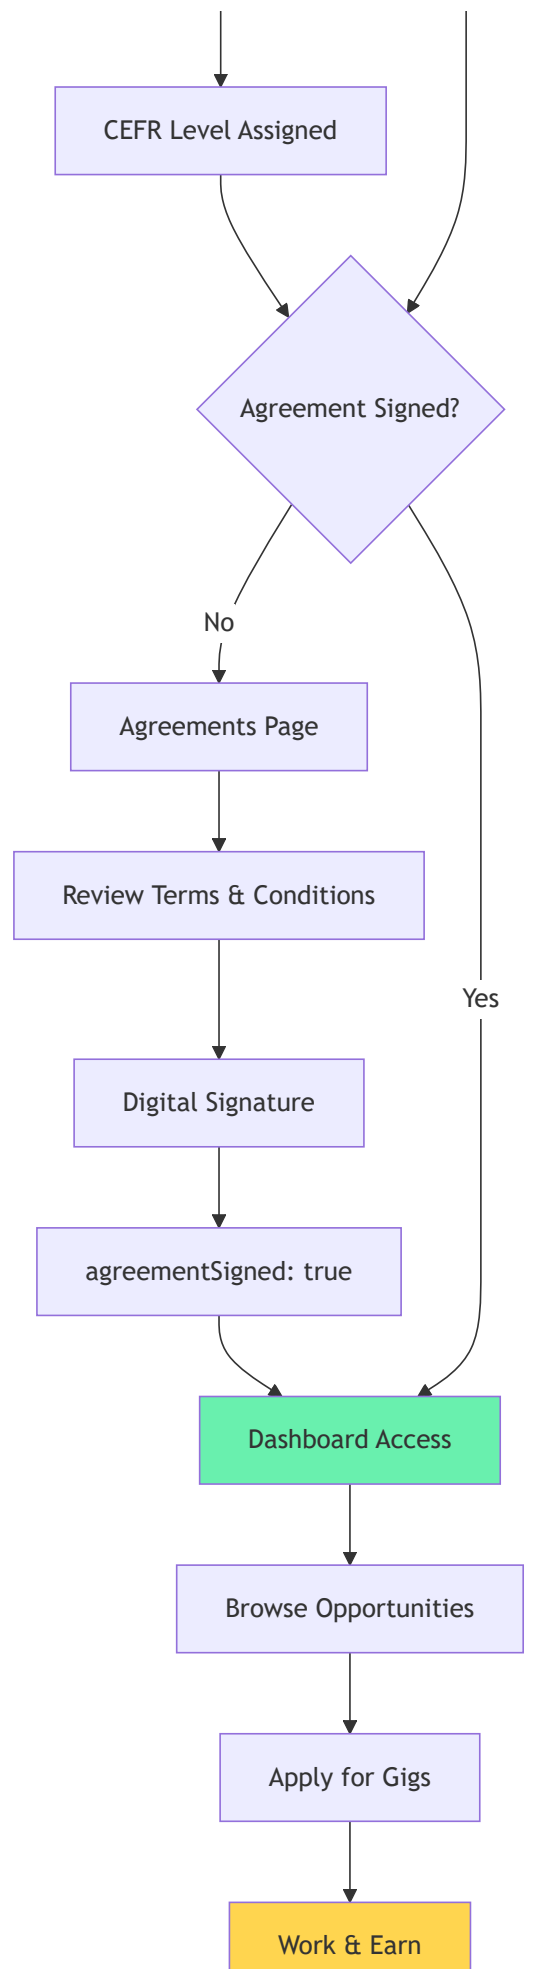 CEFR Level Assigned
Agreement Signed?
No
Agreements Page
Review Terms & Conditions
Yes
Digital Signature
agreementSigned: true
Dashboard Access
Browse Opportunities
Apply for Gigs
Work & Earn